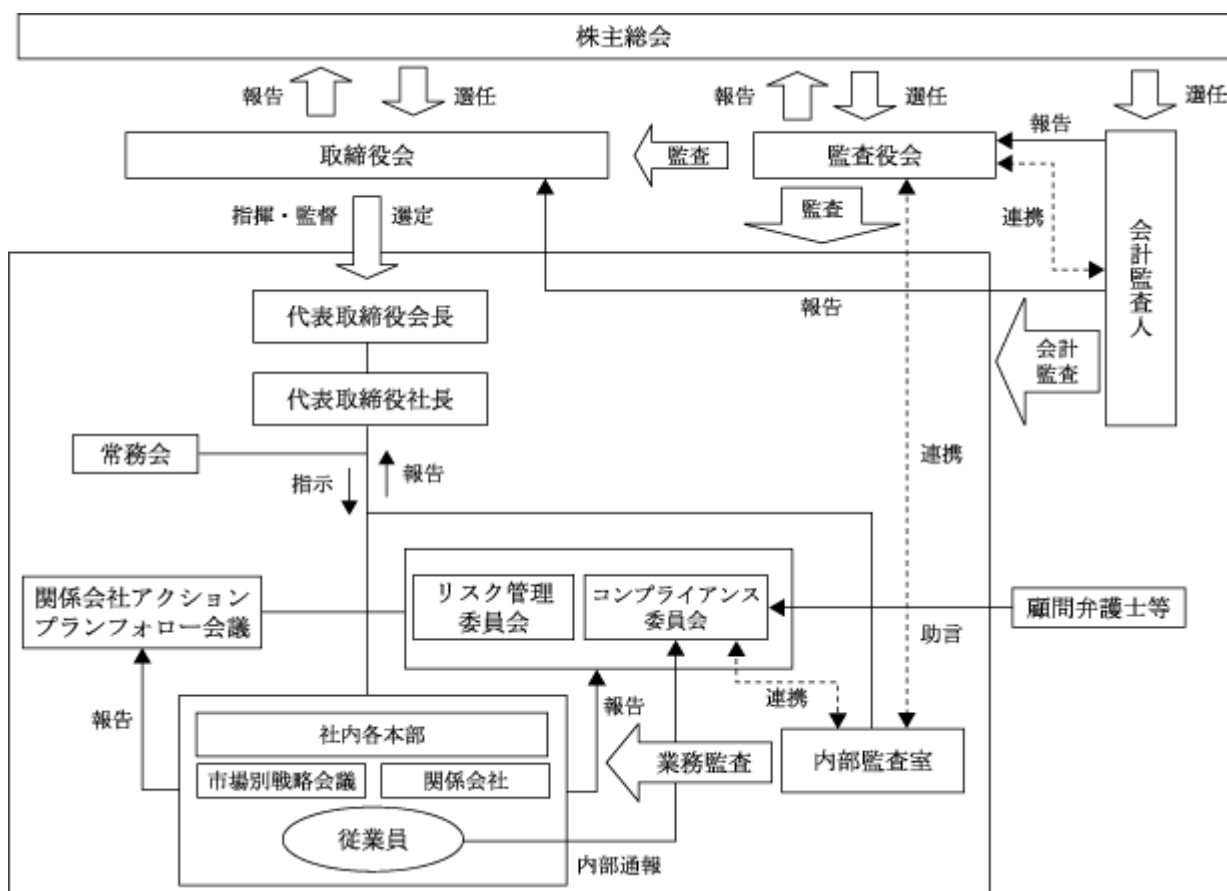 株主総会
報告
選任
報告
選任
選任
取締役会
監査
監査役会
報告
指揮・監督
選定
監査
連携
会計監査人
代表取締役会長
報告
会計
監査
代表取締役社長
常務会
指示
報告
連携
関係会社アクション
プランフォロー会議
リスク管理
委員会
コンプライアンス
委員会
顧問弁護士等
助言
報告
報告
連携
社内各本部
市場別戦略会議
関係会社
業務監査
内部監査室
従業員
内部通報